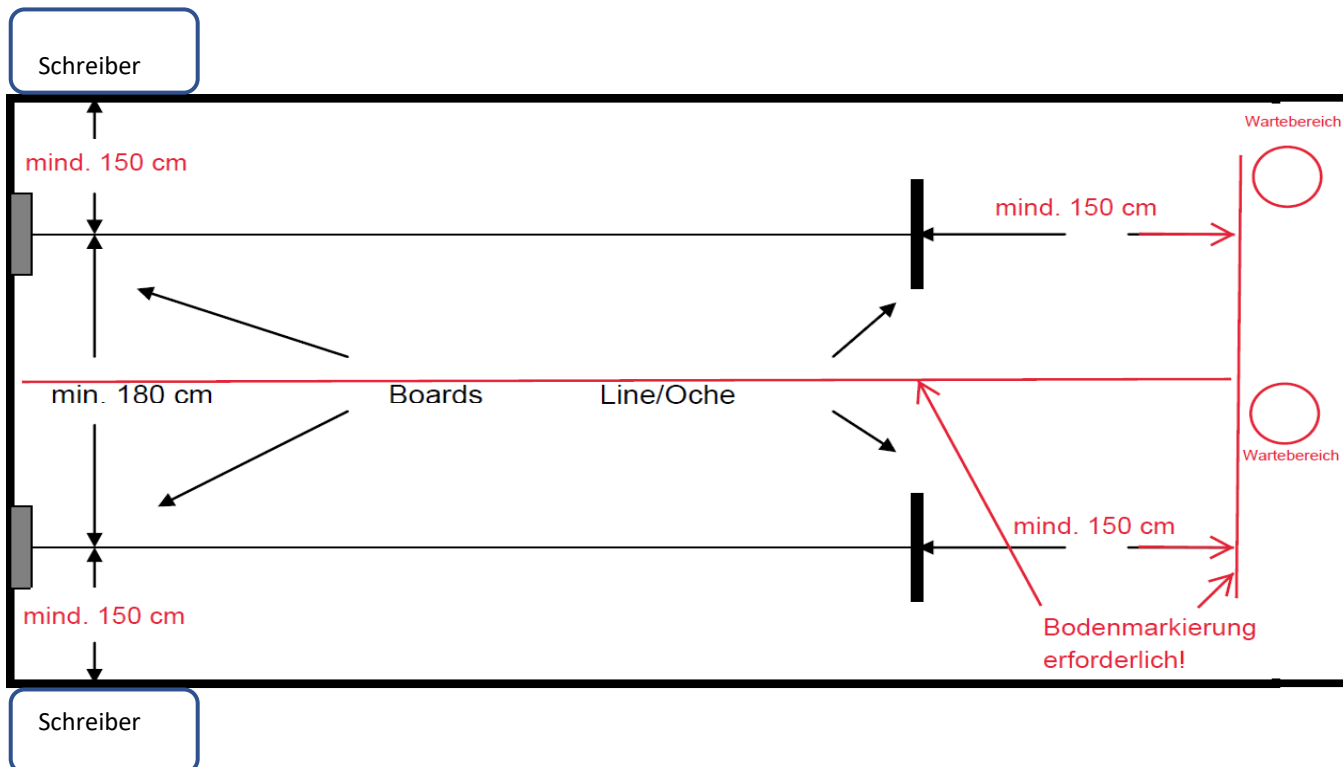 Schreiber
Wartebereich
mind. 150 cm
mind. 150 cm
min. 180 cm
Boards
Line/Oche
Wartebereich
mind. 150 cm
mind. 150 cm
Bodenmarkierung
erforderlich!
Schreiber